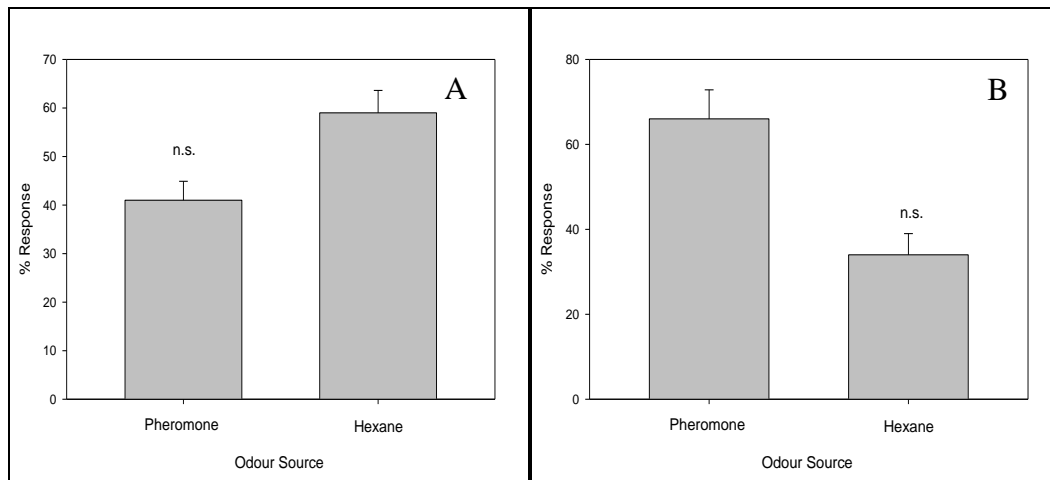 A
% Response
70
60
50
40
30
20
10
0
n.s.
Pheromone
Hexane
Odour Source
B
% Response
80
60
40
20
0
n.s.
Pheromone
Hexane
Odour Source